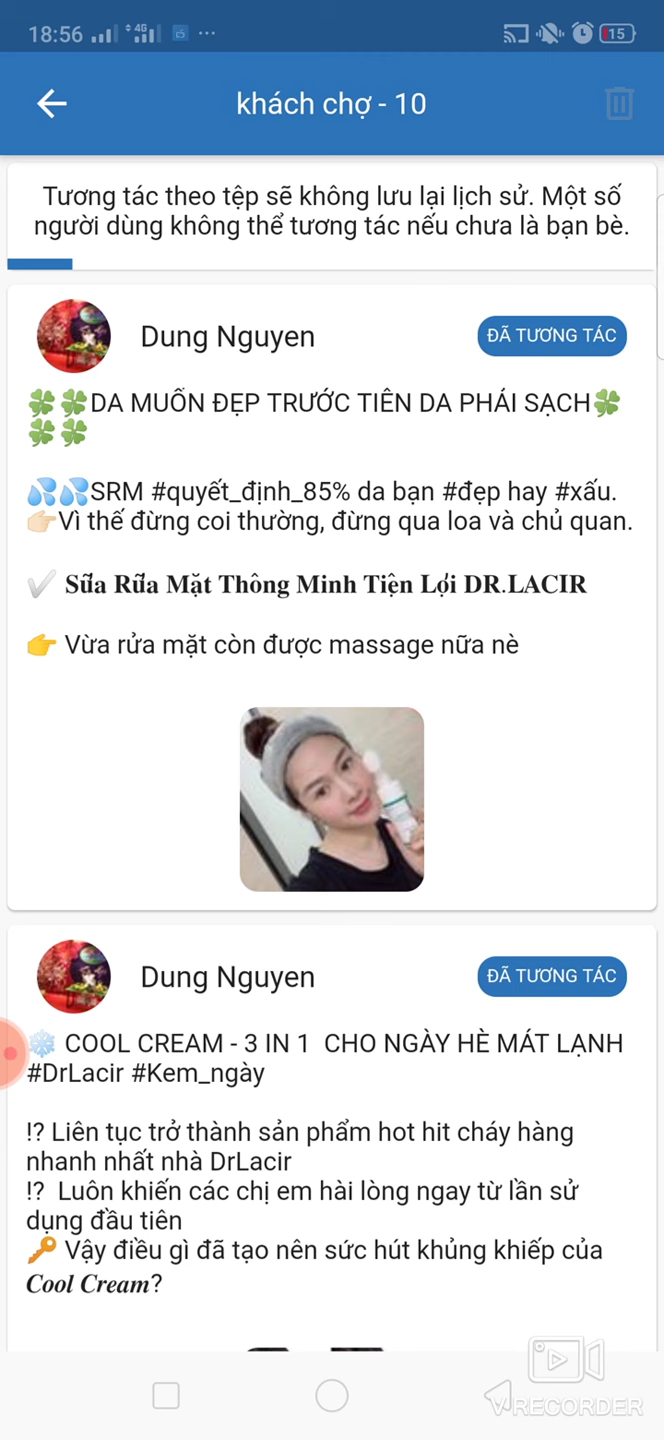 18:56 4G 15
khách chợ - 10
Tương tác theo tệp sẽ không lưu lại lịch sử. Một số
người dùng không thể tương tác nếu chưa là bạn bè.
Dung Nguyen ĐÃ TƯƠNG TÁC
🍀🍀DA MUỐN ĐẸP TRƯỚC TIÊN DA PHẢI SẠCH🍀
🍀🍀
💦💦SRM #quyết_định_85% da bạn #đẹp hay #xấu.
👉🏻Vì thế đừng coi thường, đừng qua loa và chủ quan.
✔️ 𝐒𝐮̛̃𝐚 𝐑𝐮̛̃𝐚 𝐌𝐚̣̆𝐭 𝐓𝐡𝐨̂𝐧𝐠 𝐌𝐢𝐧𝐡 𝐓𝐢𝐞̣̂𝐧 𝐋𝐨̛̣𝐢 𝐃𝐑.𝐋𝐀𝐂𝐈𝐑
👉 Vừa rửa mặt còn được massage nữa nè
Dung Nguyen ĐÃ TƯƠNG TÁC
❄️ COOL CREAM - 3 IN 1 CHO NGÀY HÈ MÁT LẠNH
#DrLacir #Kem_ngày
⁉ Liên tục trở thành sản phẩm hot hit cháy hàng
nhanh nhất nhà DrLacir
⁉ Luôn khiến các chị em hài lòng ngay từ lần sử
dụng đầu tiên
🔑 Vậy điều gì đã tạo nên sức hút khủng khiếp của
𝑪𝒐𝒐𝒍 𝑪𝒓𝒆𝒂𝒎?
VRECORDER